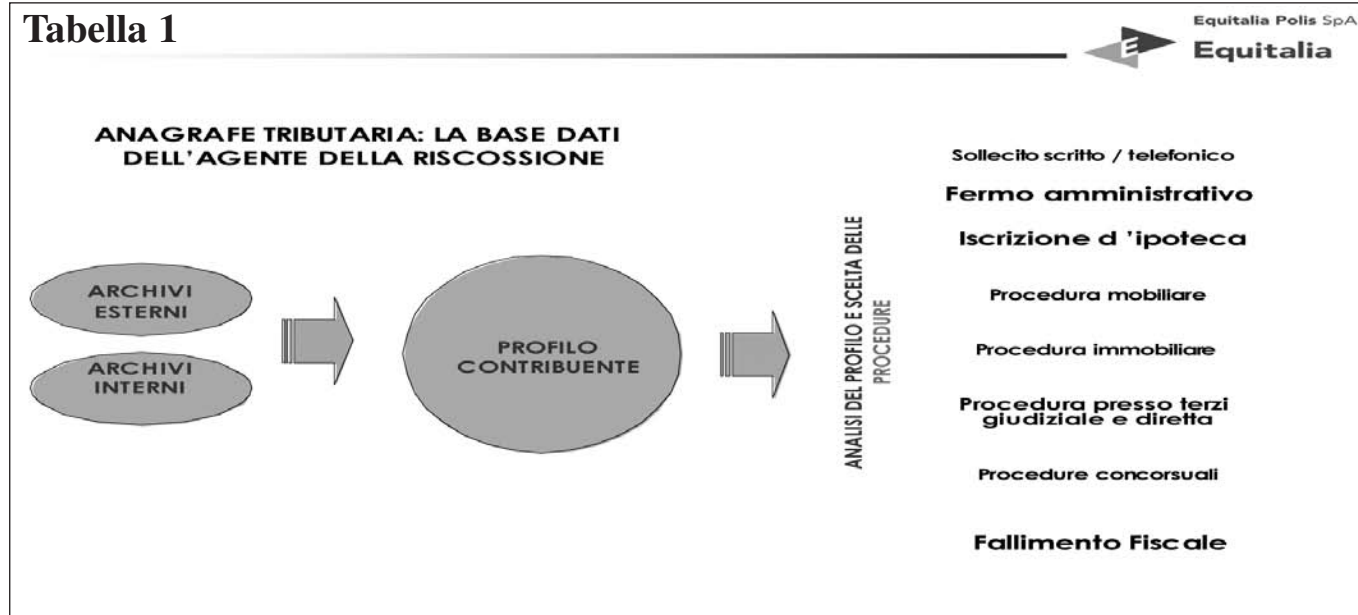 Tabella 1
Equitalia Polis SpA
Equitalia
ANAGRAFE TRIBUTARIA: LA BASE DATI
DELL'AGENTE DELLA RISCOSSIONE
ARCHIVI
ESTERNI
ARCHIVI
INTERNI
PROFILO
CONTRIBUENTE
ANALISI DEL PROFILO E SCELTA DELLE
PROCEDURE
Sollecito scritto / telefonico
Fermo amministrativo
Iscrizione d 'ipoteca
Procedura mobiliare
Procedura immobiliare
Procedura presso terzi
giudiziale e diretta
Procedure concorsuali
Fallimento Fiscale